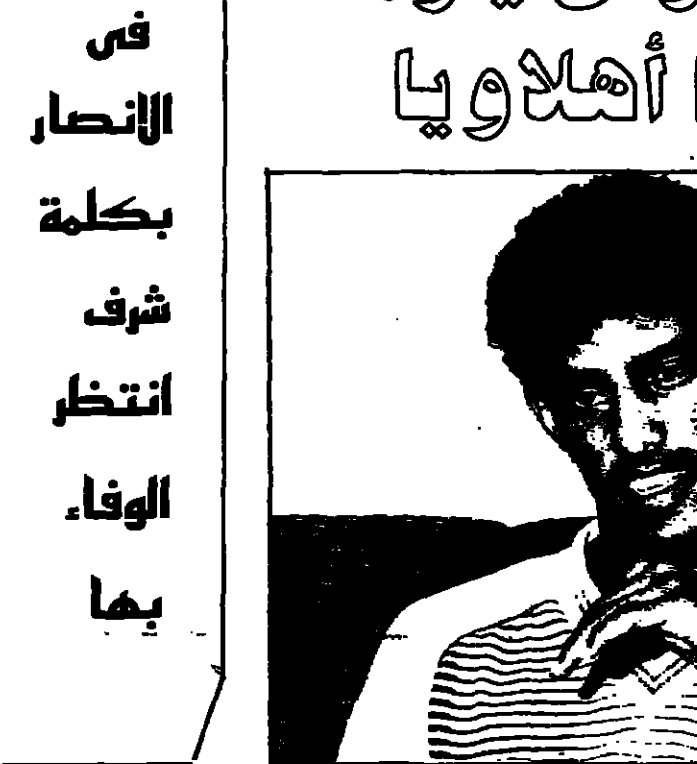 أهلاويا
فى
الانصار
بكلمة
شرف
انتظر
الوفاء
بها